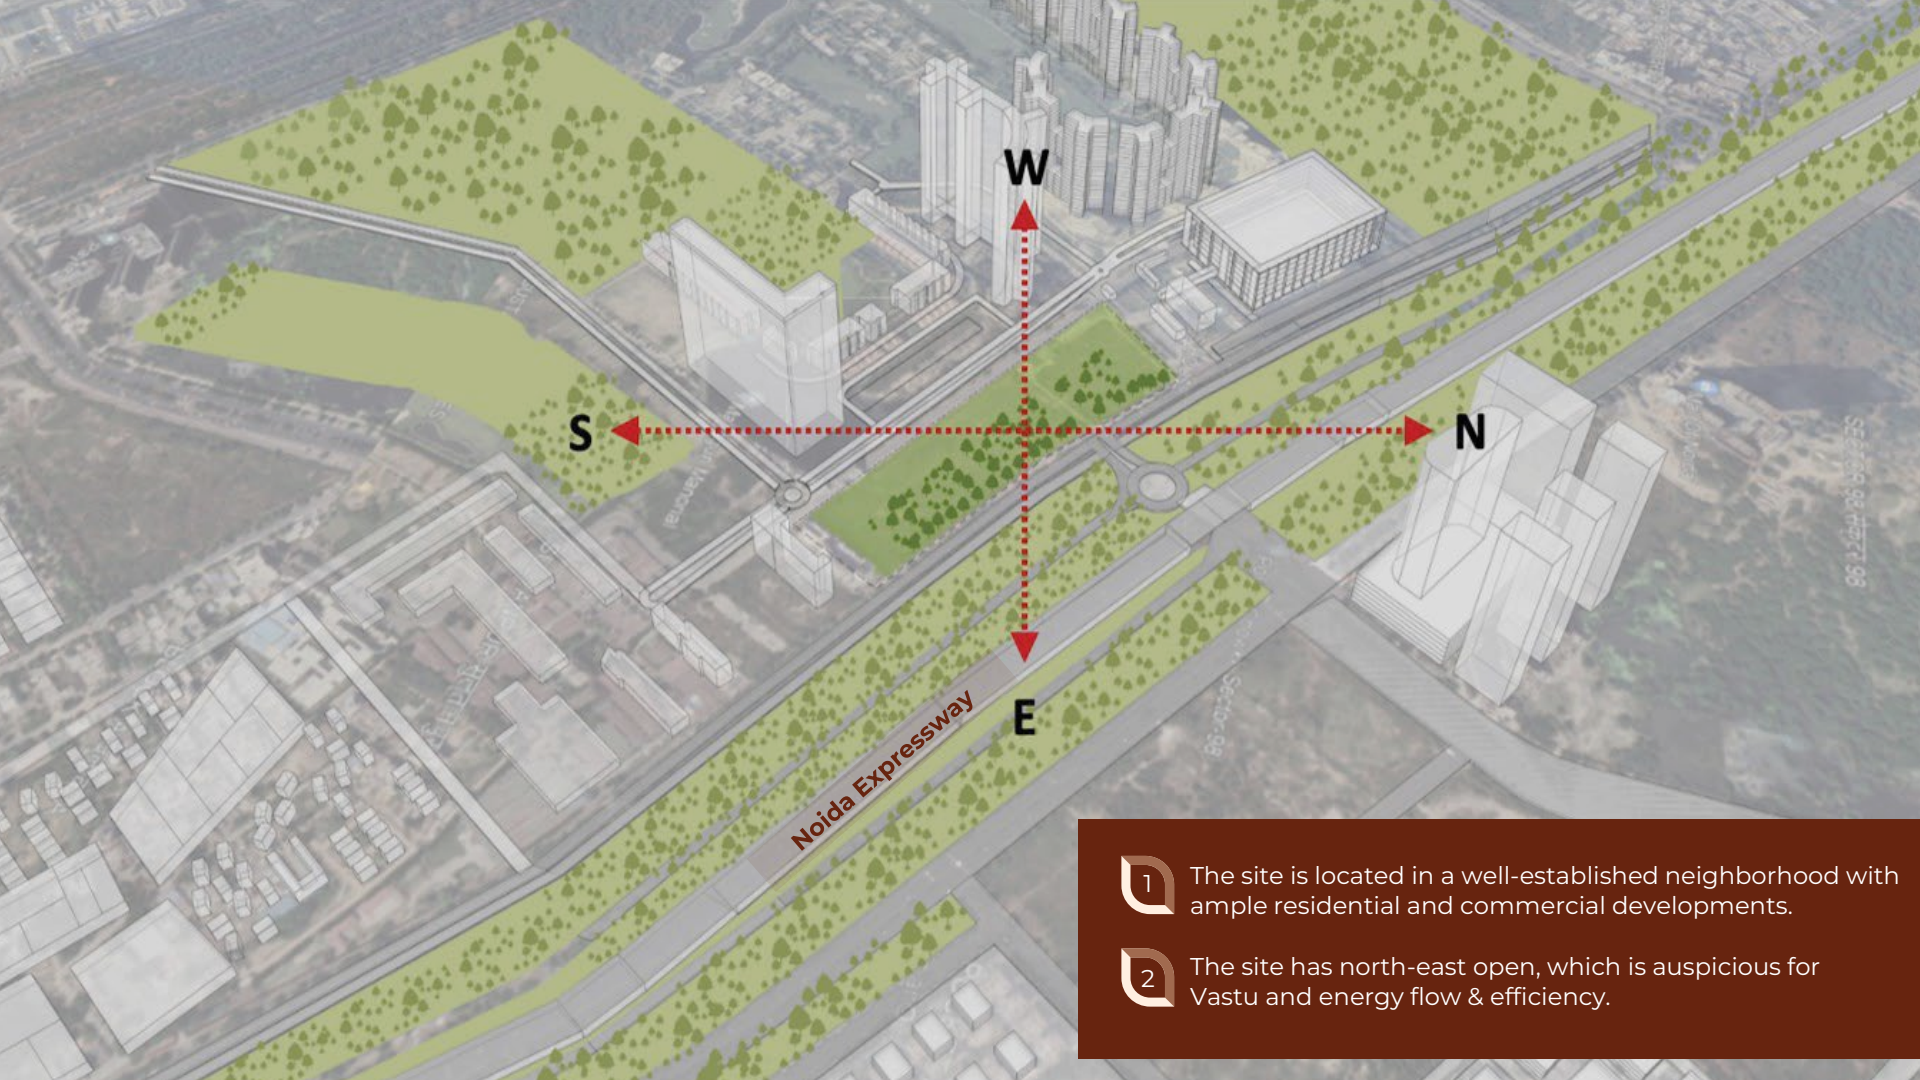 W
S
N
E
Noida Expressway
1
The site is located in a well-established neighborhood with
ample residential and commercial developments.
2
The site has north-east open, which is auspicious for
Vastu and energy flow & efficiency.